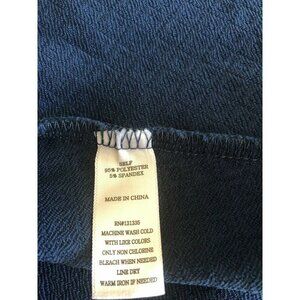 SELF
95% POLYESTER
5% SPANDEX
MADE IN CHINA
RN#131335
MACHINE WASH COLD
WITH LIKE COLORS
ONLY NON CHLORINE
BLEACH WHEN NEEDED
LINE DRY
WARM IRON IF NEEDED